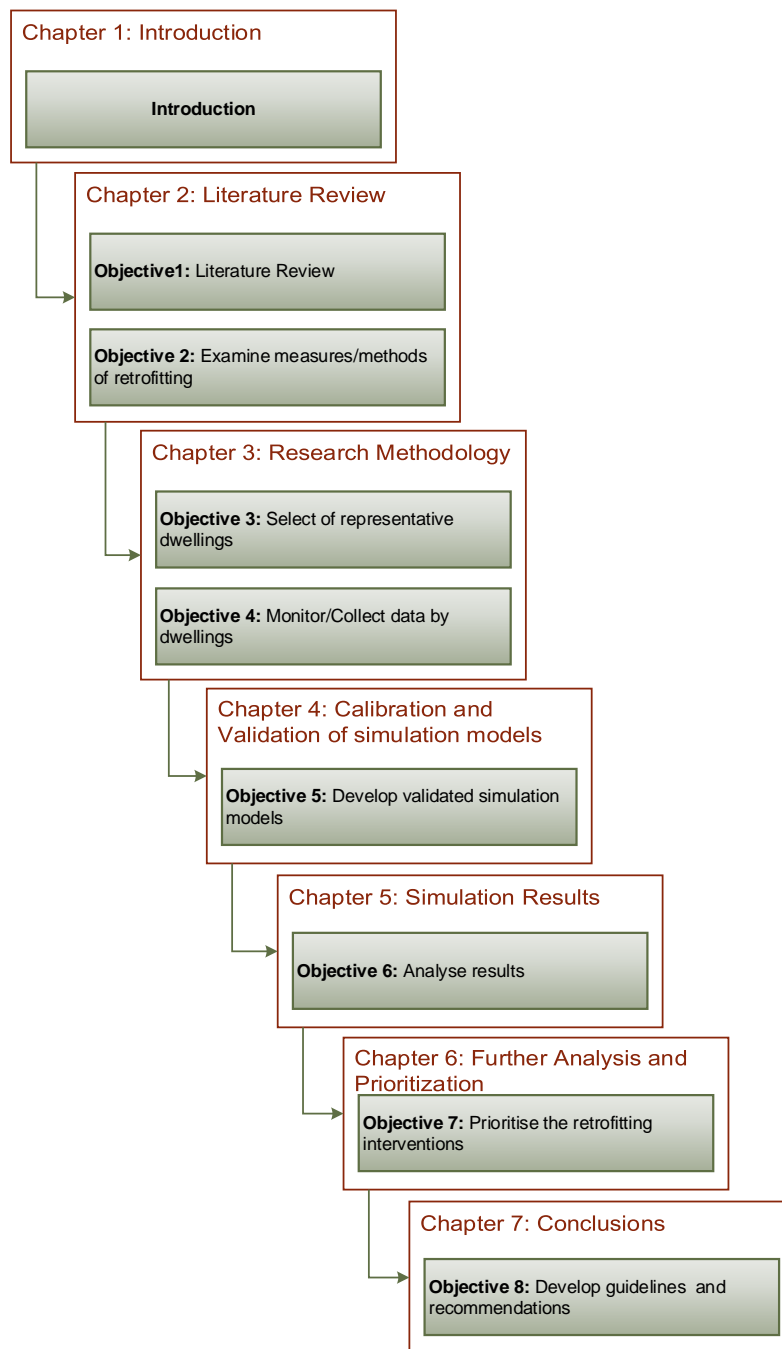 Chapter 1: Introduction
Introduction
Chapter 2: Literature Review
Objective1: Literature Review
Objective 2: Examine measures/methods
of retrofitting
Chapter 3: Research Methodology
Objective 3: Select of representative
dwellings
Objective 4: Monitor/Collect data by
dwellings
Chapter 4: Calibration and
Validation of simulation models
Objective 5: Develop validated simulation
models
Chapter 5: Simulation Results
Objective 6: Analyse results
Chapter 6: Further Analysis and
Prioritization
Objective 7: Prioritise the retrofitting
interventions
Chapter 7: Conclusions
Objective 8: Develop guidelines and
recommendations